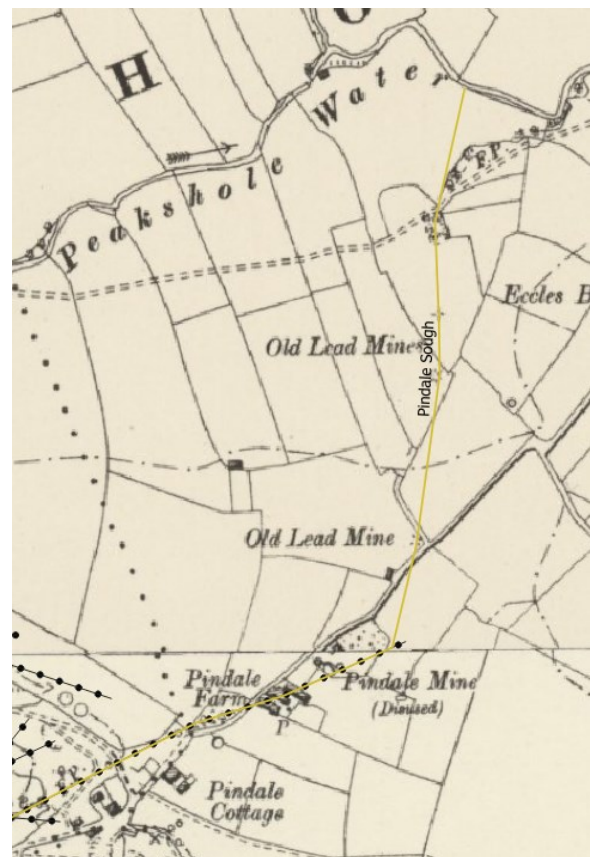 H O
Peakshole Water
F.P.
Eccles B
Old Lead Mines
Pindale Sough
Old Lead Mine
Pindale
Farm
Pindale Mine
(Disused)
P
Pindale
Cottage